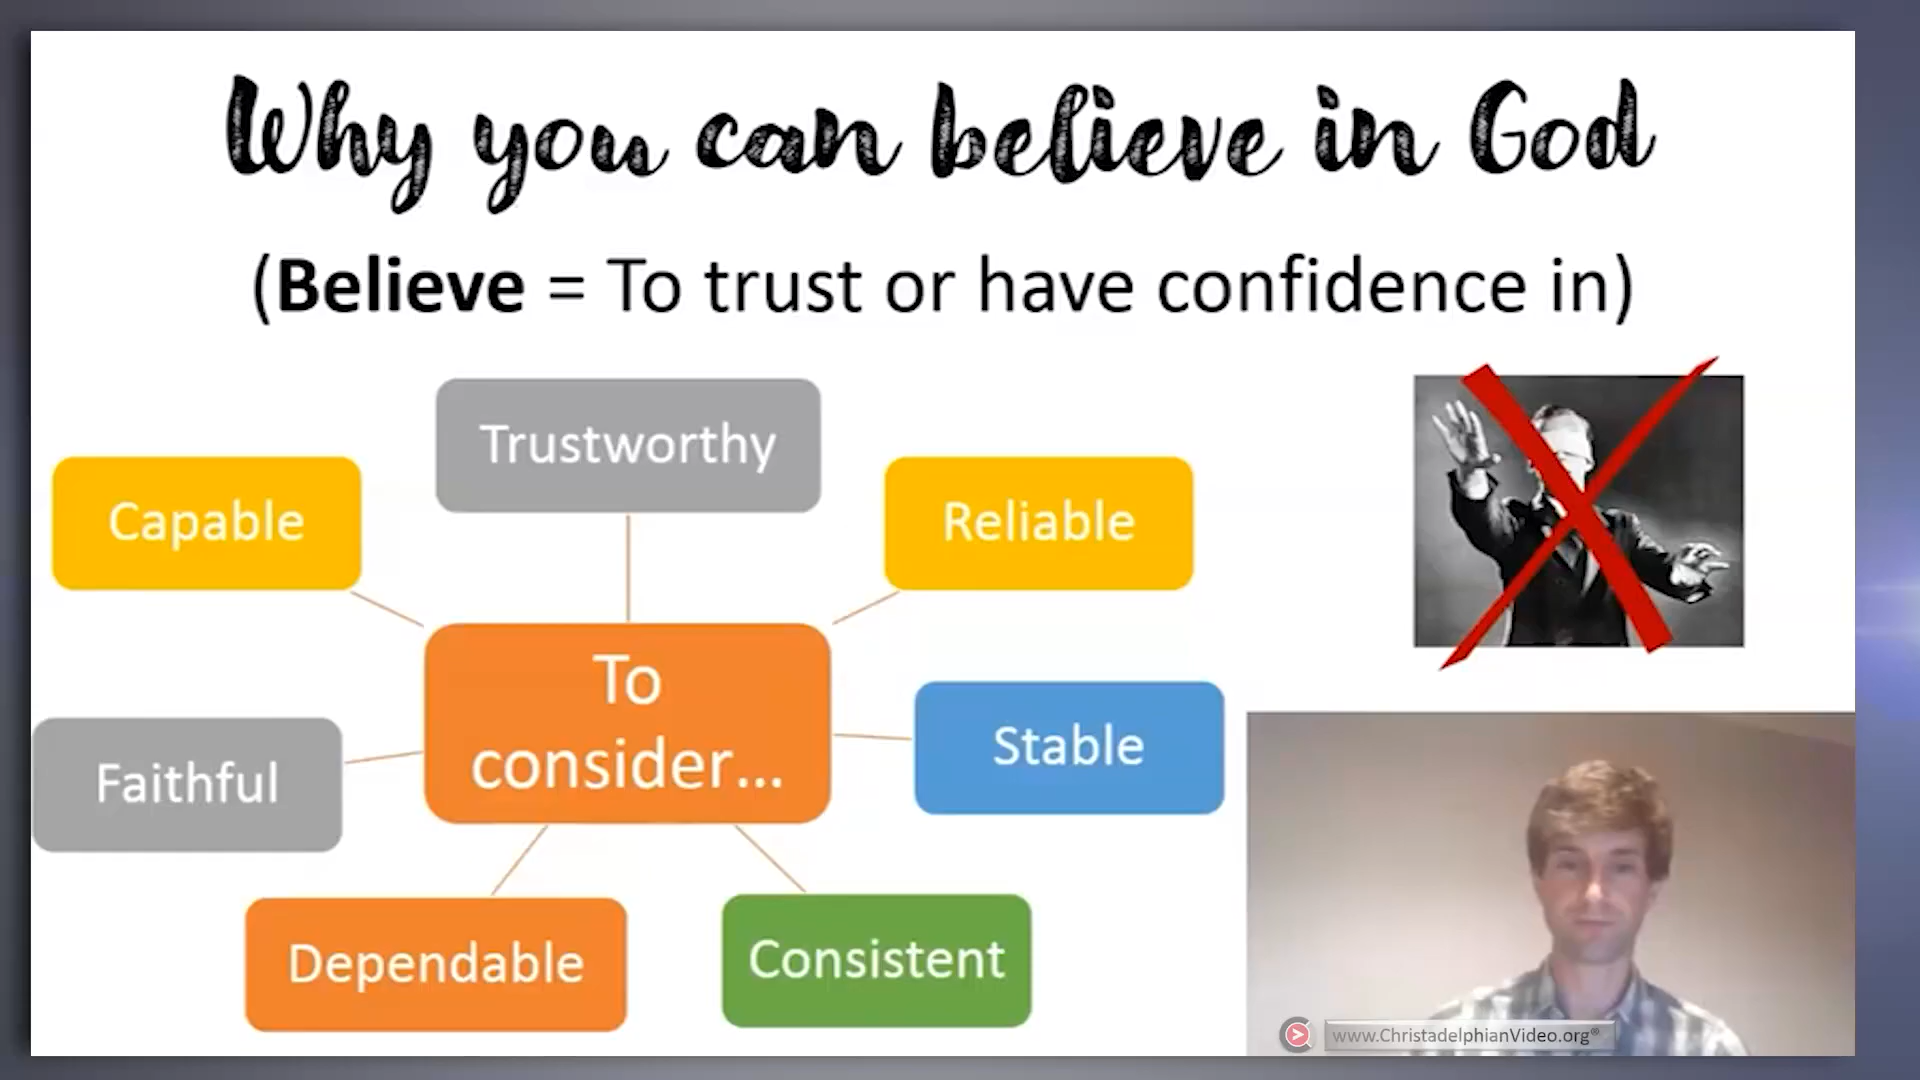 Why you can believe in God
(Believe = To trust or have confidence in)
Trustworthy
Capable
Reliable
To
consider...
Stable
Faithful
Dependable
Consistent
www.ChristadelphianVideo.org®